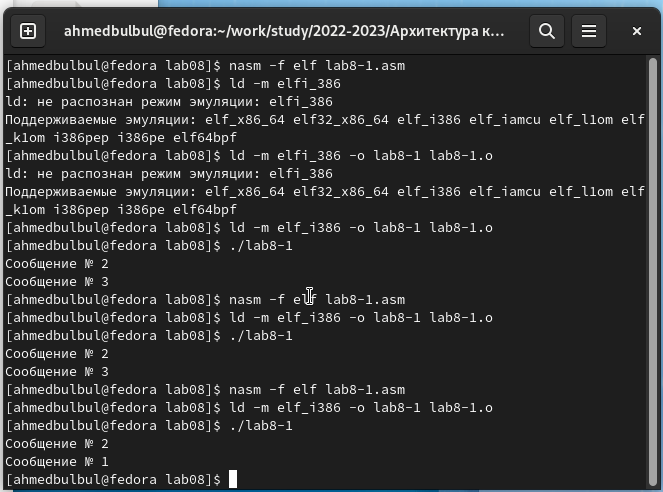 ahmedbulbul@fedora:~/work/study/2022-2023/Архитектура к...
[ahmedbulbul@fedora lab08]$ nasm -f elf lab8-1.asm
[ahmedbulbul@fedora lab08]$ ld -m elfi_386
ld: не распознан режим эмуляции: elfi_386
Поддерживаемые эмуляции: elf_x86_64 elf32_x86_64 elf_i386 elf_iamcu elf_l1om elf
_k1om i386pep i386pe elf64bpf
[ahmedbulbul@fedora lab08]$ ld -m elfi_386 -o lab8-1 lab8-1.o
ld: не распознан режим эмуляции: elfi_386
Поддерживаемые эмуляции: elf_x86_64 elf32_x86_64 elf_i386 elf_iamcu elf_l1om elf
_k1om i386pep i386pe elf64bpf
[ahmedbulbul@fedora lab08]$ ld -m elf_i386 -o lab8-1 lab8-1.o
[ahmedbulbul@fedora lab08]$ ./lab8-1
Сообщение № 2
Сообщение № 3
[ahmedbulbul@fedora lab08]$ nasm -f elf lab8-1.asm
[ahmedbulbul@fedora lab08]$ ld -m elf_i386 -o lab8-1 lab8-1.o
[ahmedbulbul@fedora lab08]$ ./lab8-1
Сообщение № 2
Сообщение № 3
[ahmedbulbul@fedora lab08]$ nasm -f elf lab8-1.asm
[ahmedbulbul@fedora lab08]$ ld -m elf_i386 -o lab8-1 lab8-1.o
[ahmedbulbul@fedora lab08]$ ./lab8-1
Сообщение № 2
Сообщение № 1
[ahmedbulbul@fedora lab08]$